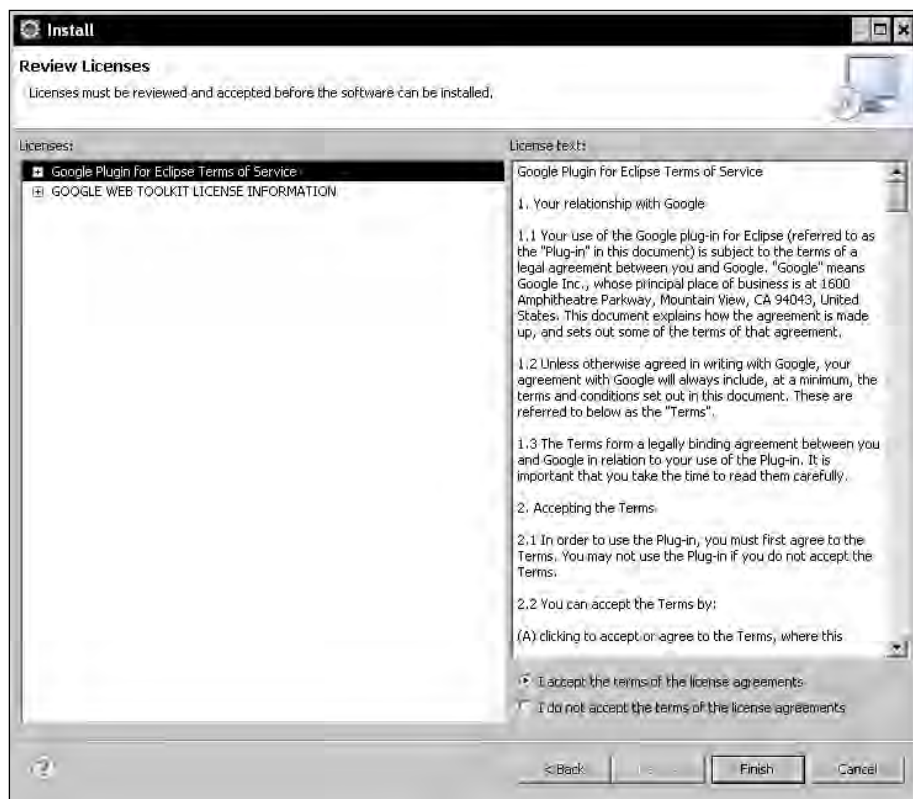 Install
Review Licenses
Licenses must be reviewed and accepted before the software can be installed.
Licenses:
Google Plugin for Eclipse Terms of Service
GOOGLE WEB TOOLKIT LICENSE INFORMATION
License text:
Google Plugin for Eclipse Terms of Service
1. Your relationship with Google
1.1 Your use of the Google plug-in for Eclipse (referred to as
the "Plug-in" in this document) is subject to the terms of a
legal agreement between you and Google. "Google" means
Google Inc., whose principal place of business is at 1600
Amphitheatre Parkway, Mountain View, CA 94043, United
States. This document explains how the agreement is made
up, and sets out some of the terms of that agreement.
1.2 Unless otherwise agreed in writing with Google, your
agreement with Google will always include, at a minimum, the
terms and conditions set out in this document. These are
referred to below as the "Terms".
1.3 The Terms form a legally binding agreement between you
and Google in relation to your use of the Plug-in. It is
important that you take the time to read them carefully.
2. Accepting the Terms
2.1 In order to use the Plug-in, you must first agree to the
Terms. You may not use the Plug-in if you do not accept the
Terms.
2.2 You can accept the Terms by:
(A) clicking to accept or agree to the Terms, where this
I accept the terms of the license agreements
I do not accept the terms of the license agreements
?
< Back
Finish
Cancel